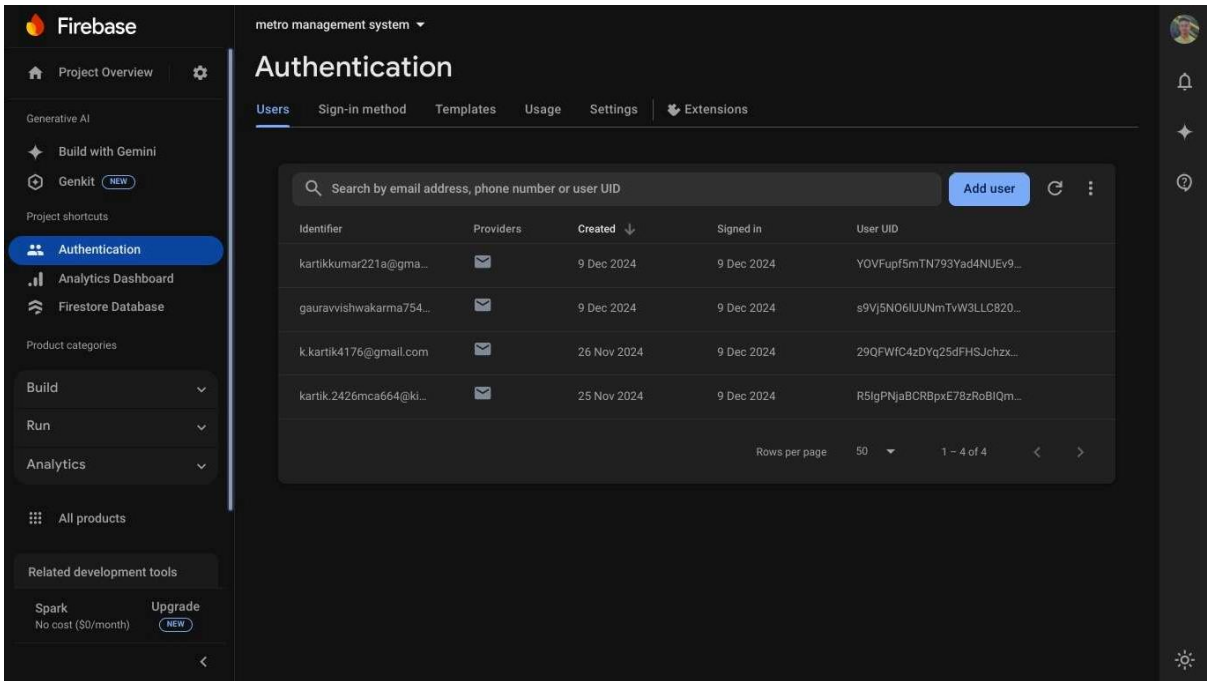 Firebase
Project Overview
Generative AI
Build with Gemini
Genkit NEW
Project shortcuts
Authentication
Analytics Dashboard
Firestore Database
Product categories
Build
Run
Analytics
All products
Related development tools
Spark
No cost ($0/month)
Upgrade
NEW
metro management system
Authentication
Users Sign-in method Templates Usage Settings Extensions
Search by email address, phone number or user UID Add user
Identifier Providers Created Signed in User UID
kartikkumar221a@gma... 9 Dec 2024 9 Dec 2024 YOVFupf5mTN793Yad4NUEv9...
gauravvishwakarma754... 9 Dec 2024 9 Dec 2024 s9Vj5NO6lUUNmTvW3LLC820...
k.kartik4176@gmail.com 26 Nov 2024 9 Dec 2024 29QFWfC4zDYq25dFHSJchzx...
kartik.2426mca664@ki... 25 Nov 2024 9 Dec 2024 R5IgPNjaBCRBpxE78zRoBIQm...
Rows per page 50 1 – 4 of 4